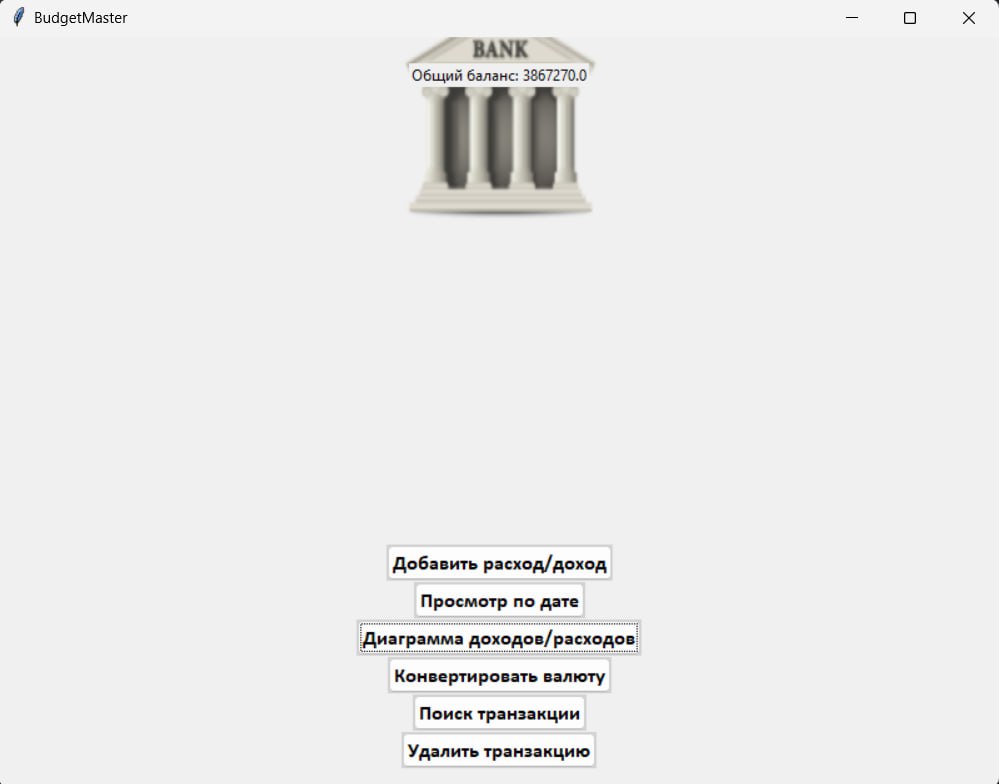 BudgetMaster
BANK
Общий баланс: 3867270.0
Добавить расход/доход
Просмотр по дате
Диаграмма доходов/расходов
Конвертировать валюту
Поиск транзакции
Удалить транзакцию